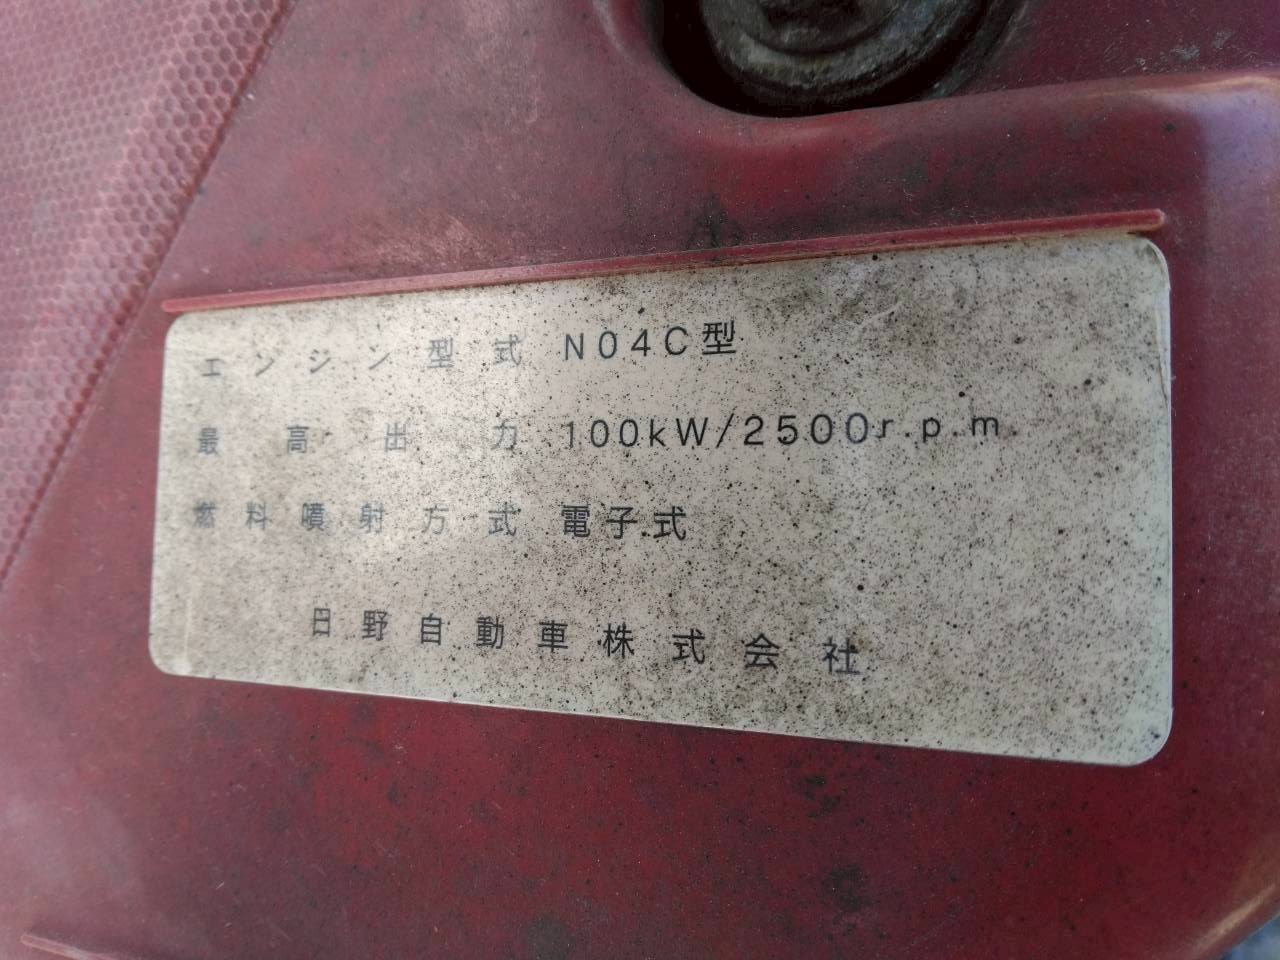 エンジン型式 N04C型
最高出力 100kW/2500r.p.m
燃料噴射方式 電子式
日野自動車株式会社